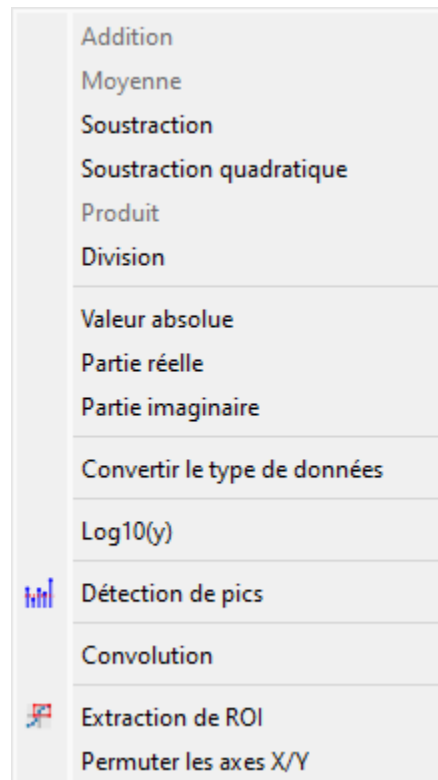 Addition
Moyenne
Soustraction
Soustraction quadratique
Produit
Division
Valeur absolue
Partie réelle
Partie imaginaire
Convertir le type de données
Log10(y)
Détection de pics
Convolution
Extraction de ROI
Permuter les axes X/Y